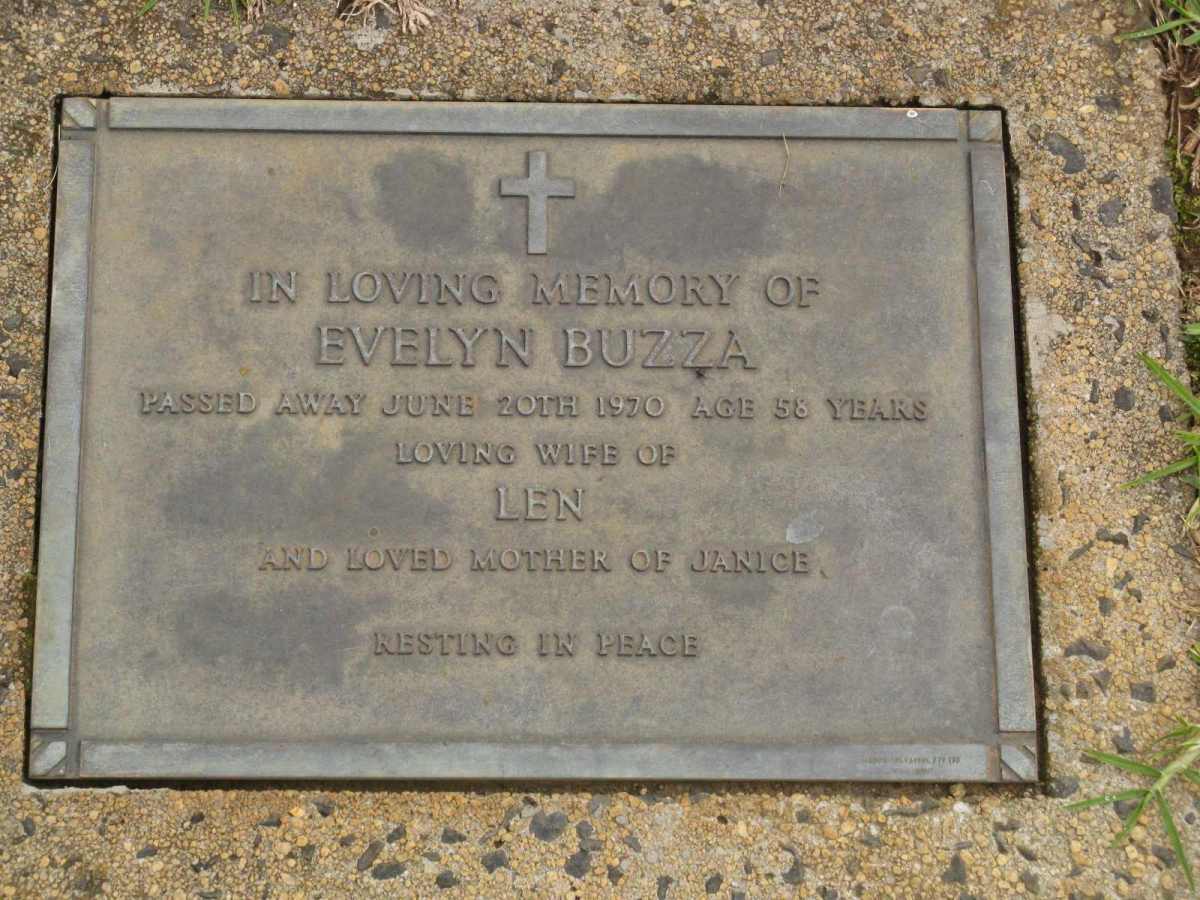 IN LOVING MEMORY OF
EVELYN BUZZA
PASSED AWAY JUNE 20TH 1970 AGE 58 YEARS
LOVING WIFE OF
LEN
AND LOVED MOTHER OF JANICE
RESTING IN PEACE